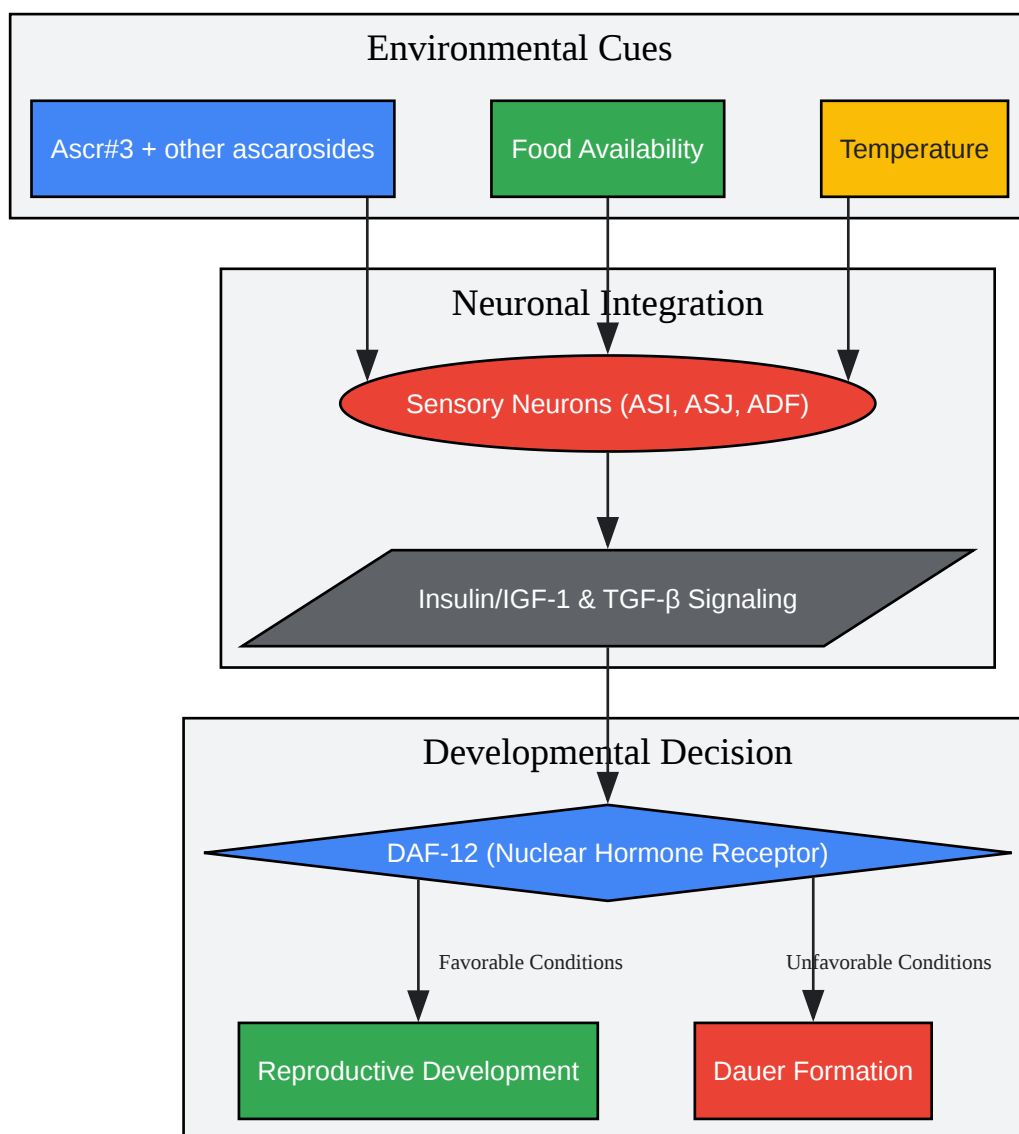 Environmental Cues
Ascr#3 + other ascarosides
Food Availability
Temperature
Neuronal Integration
Sensory Neurons (ASI, ASJ, ADF)
Insulin/IGF-1 & TGF-β Signaling
Developmental Decision
DAF-12 (Nuclear Hormone Receptor)
Favorable Conditions
Unfavorable Conditions
Reproductive Development
Dauer Formation